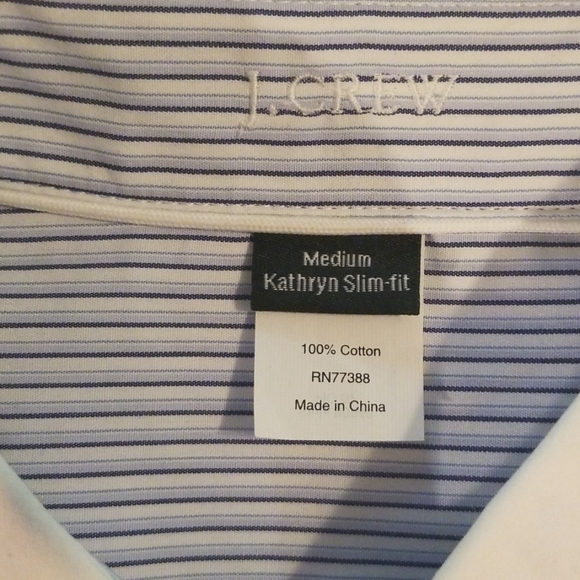 J.CREW
Medium
Kathryn Slim-fit
100% Cotton
RN77388
Made in China